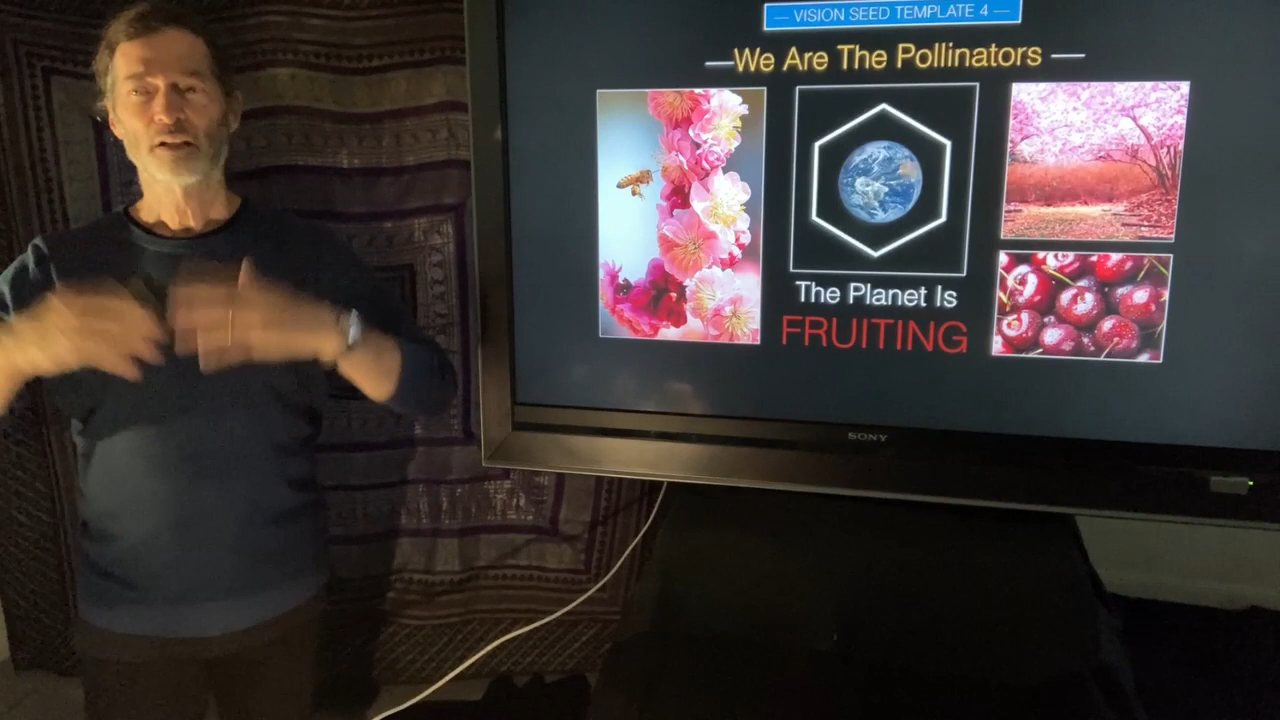 — VISION SEED TEMPLATE 4 —
—We Are The Pollinators —
The Planet Is
FRUITING
SONY